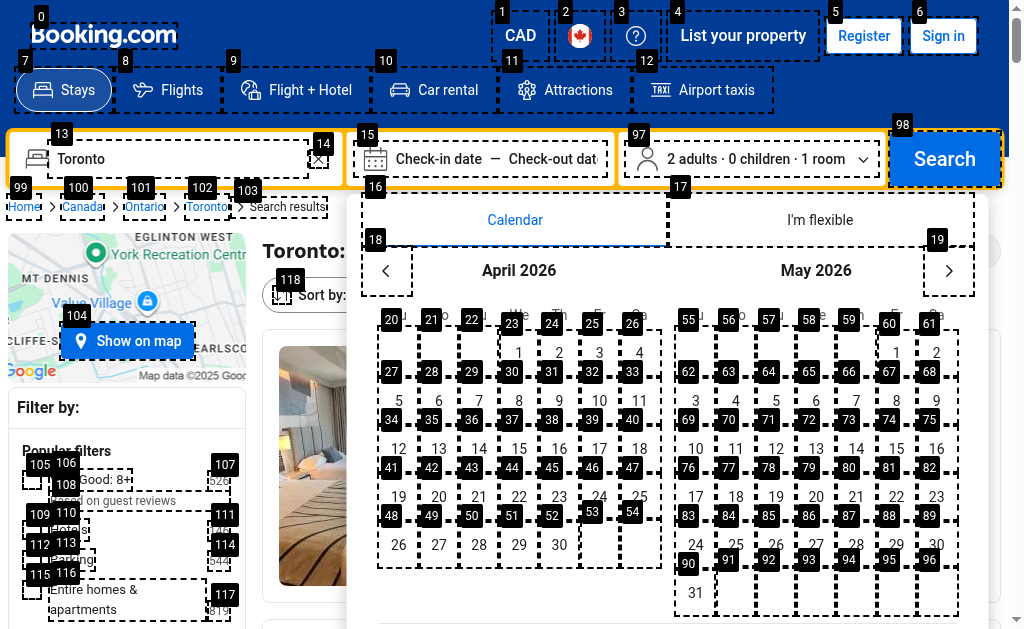 0 1 2 3 4 5 6
Booking.com CAD List your property Register Sign in
7 8 9 10 11 12
Stays Flights Flight + Hotel Car rental Attractions Airport taxis
13 14 15 97 98
Toronto Check-in date — Check-out dat 2 adults · 0 children · 1 room Search
99 100 101 102 103 16 17
Home Canada Ontario Toronto Search results
Calendar I'm flexible
EGLINTON WEST
York Recreation Centr
MT DENNIS
Value Village
104
CLIFFE-S
Show on map
EARLSCO
Google
Map data ©2025 Goog
Toronto:
118
Sort by:
18 19
April 2026 May 2026
20 21 22 23 24 25 26 55 56 57 58 59 60 61
1 2 3 4 1 2
27 28 29 30 31 32 33 62 63 64 65 66 67 68
5 6 7 8 9 10 11 3 4 5 6 7 8 9
34 35 36 37 38 39 40 69 70 71 72 73 74 75
12 13 14 15 16 17 18 10 11 12 13 14 15 16
41 42 43 44 45 46 47 76 77 78 79 80 81 82
19 20 21 22 23 24 25 17 18 19 20 21 22 23
48 49 50 51 52 53 54 83 84 85 86 87 88 89
26 27 28 29 30 24 25 26 27 28 29 30
90 91 92 93 94 95 96
31
Filter by:
Popular filters
105 106 107
Good: 8+ 526
108
Based on guest reviews
109 110 111
Hotels
112 113 114
Parking 544
115 116 117
Entire homes &
apartments 819